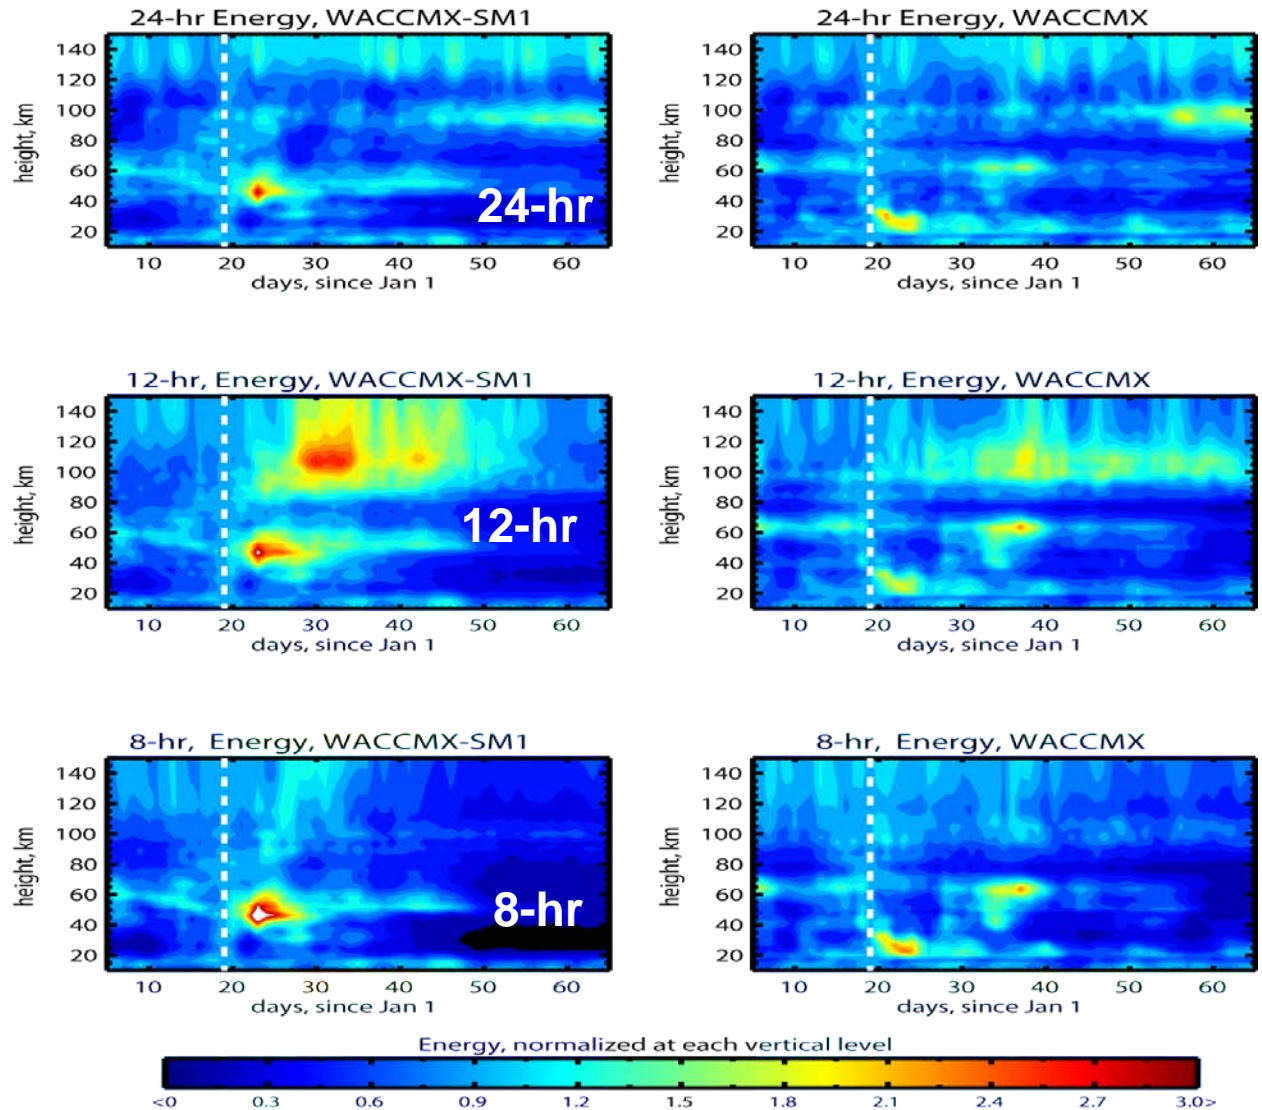 24-hr Energy, WACCMX-SM1
140
120
100
80
60
40
20
height, km
24-hr
10 20 30 40 50 60
days, since Jan 1
24-hr Energy, WACCMX
140
120
100
80
60
40
20
height, km
10 20 30 40 50 60
days, since Jan 1
12-hr, Energy, WACCMX-SM1
140
120
100
80
60
40
20
height, km
12-hr
10 20 30 40 50 60
days, since Jan 1
12-hr, Energy, WACCMX
140
120
100
80
60
40
20
height, km
10 20 30 40 50 60
days, since Jan 1
8-hr, Energy, WACCMX-SM1
140
120
100
80
60
40
20
height, km
8-hr
10 20 30 40 50 60
days, since Jan 1
8-hr, Energy, WACCMX
140
120
100
80
60
40
20
height, km
10 20 30 40 50 60
days, since Jan 1
Energy, normalized at each vertical level
<0 0.3 0.6 0.9 1.2 1.5 1.8 2.1 2.4 2.7 3.0>